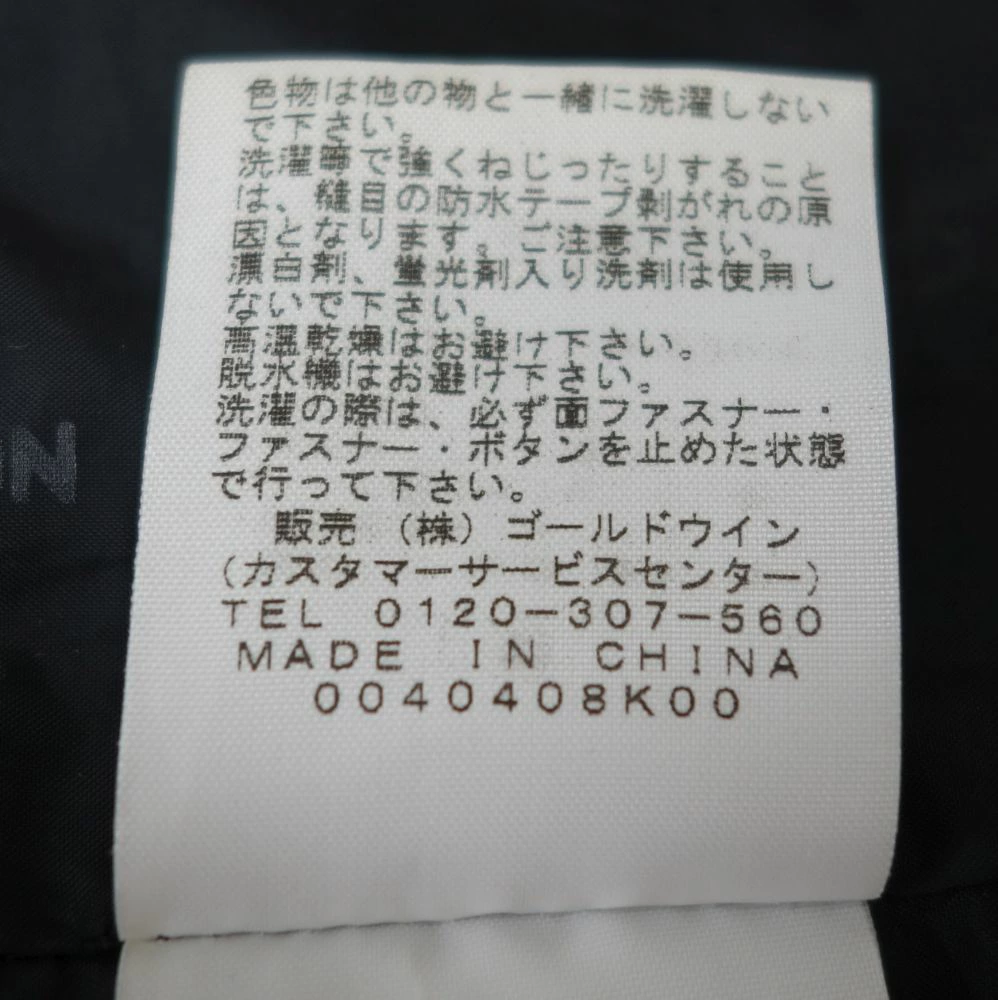 色物は他の物と一緒に洗濯しない
で下さい。
洗濯等で強くねじったりすること
は、縫目の防水テープ剥がれの原
因となります。ご注意下さい。
漂白剤、蛍光剤入り洗剤は使用し
ないで下さい。
高温乾燥はお避け下さい。
脱水機はお避け下さい。
洗濯の際は、必ず面ファスナー・
ファスナー・ボタンを止めた状態
で行って下さい。
販売 (株) ゴールドウイン
(カスタマーサービスセンター)
TEL 0120-307-560
MADE IN CHINA
0040408K00